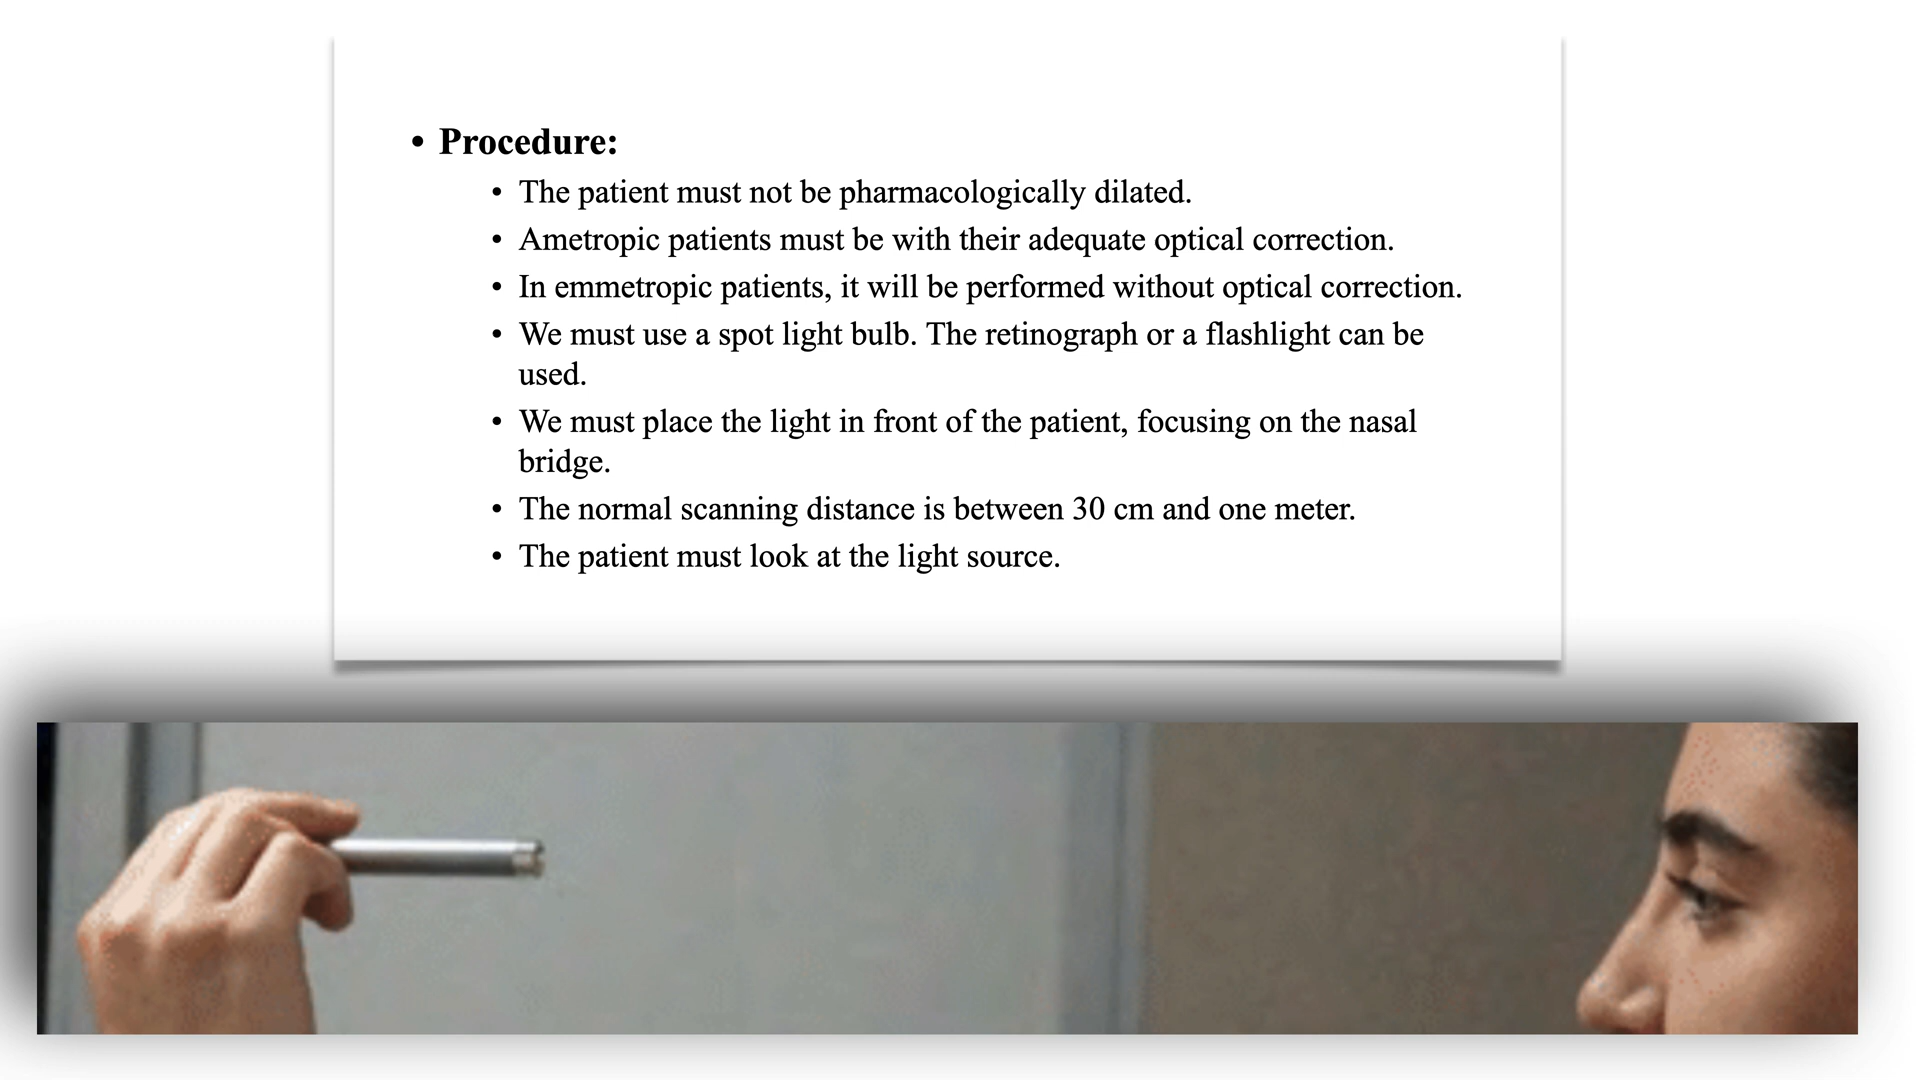 • Procedure:
• The patient must not be pharmacologically dilated.
• Ametropic patients must be with their adequate optical correction.
• In emmetropic patients, it will be performed without optical correction.
• We must use a spot light bulb. The retinograph or a flashlight can be
used.
• We must place the light in front of the patient, focusing on the nasal
bridge.
• The normal scanning distance is between 30 cm and one meter.
• The patient must look at the light source.